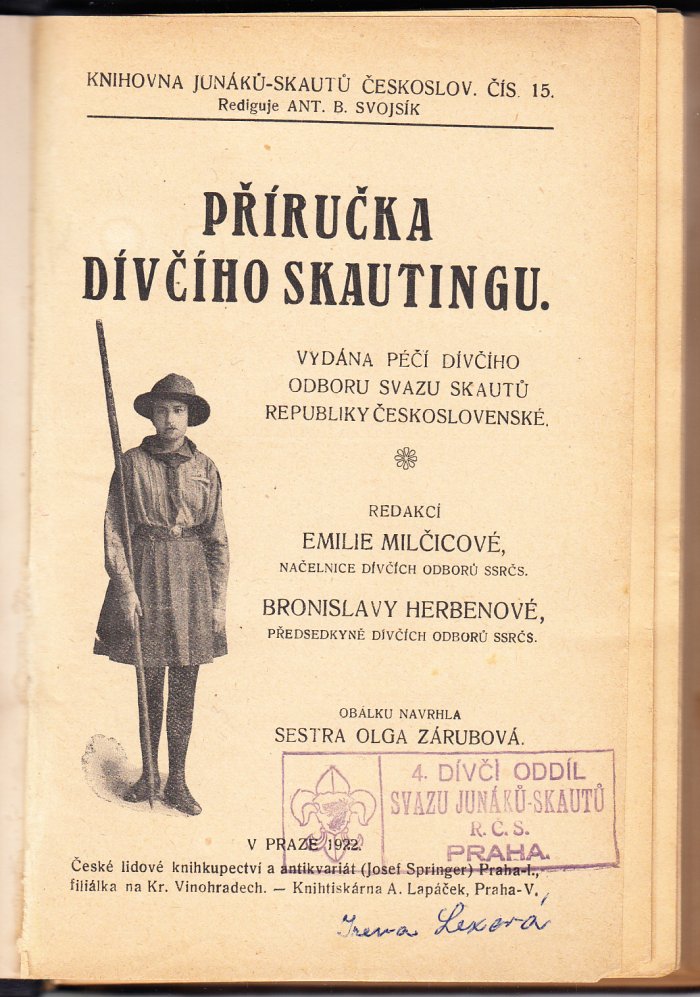 KNIHOVNA JUNÁKŮ-SKAUTŮ ČESKOSLOV. ČÍS. 15.
Rediguje ANT. B. SVOJSÍK
PŘÍRUČKA
DÍVČÍHO SKAUTINGU.
VYDÁNA PÉČÍ DÍVČÍHO
ODBORU SVAZU SKAUTŮ
REPUBLIKY ČESKOSLOVENSKÉ.
REDAKCÍ
EMILIE MILČICOVÉ,
NAČELNICE DÍVČÍCH ODBORŮ SSRČS.
BRONISLAVY HERBENOVÉ,
PŘEDSEDKYNĚ DÍVČÍCH ODBORŮ SSRČS.
OBÁLKU NAVRHLA
SESTRA OLGA ZÁRUBOVÁ.
4. DÍVČÍ ODDÍL
SVAZU JUNÁKŮ-SKAUTŮ
R. Č. S.
PRAHA.
V PRAZE 1922.
České lidové knihkupectví a antikvariát (Josef Springer) Praha-I.,
filiálka na Kr. Vinohradech. — Knihtiskárna A. Lapáček, Praha-V.
Irena Lexová